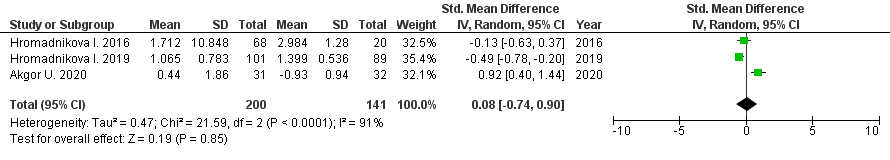 Std. Mean Difference Std. Mean Difference
Study or Subgroup Mean SD Total Mean SD Total Weight IV, Random, 95% CI Year IV, Random, 95% CI
Hromadnikova I. 2016 1.712 10.848 68 2.984 1.28 20 32.5% -0.13 [-0.63, 0.37] 2016
Hromadnikova I. 2019 1.065 0.783 101 1.399 0.536 89 35.4% -0.49 [-0.78, -0.20] 2019
Akgor U. 2020 0.44 1.86 31 -0.93 0.94 32 32.1% 0.92 [0.40, 1.44] 2020
Total (95% CI) 200 141 100.0% 0.08 [-0.74, 0.90]
Heterogeneity: Tau² = 0.47; Chi² = 21.59, df = 2 (P < 0.0001); I² = 91%
Test for overall effect: Z = 0.19 (P = 0.85)
-10 -5 0 5 10